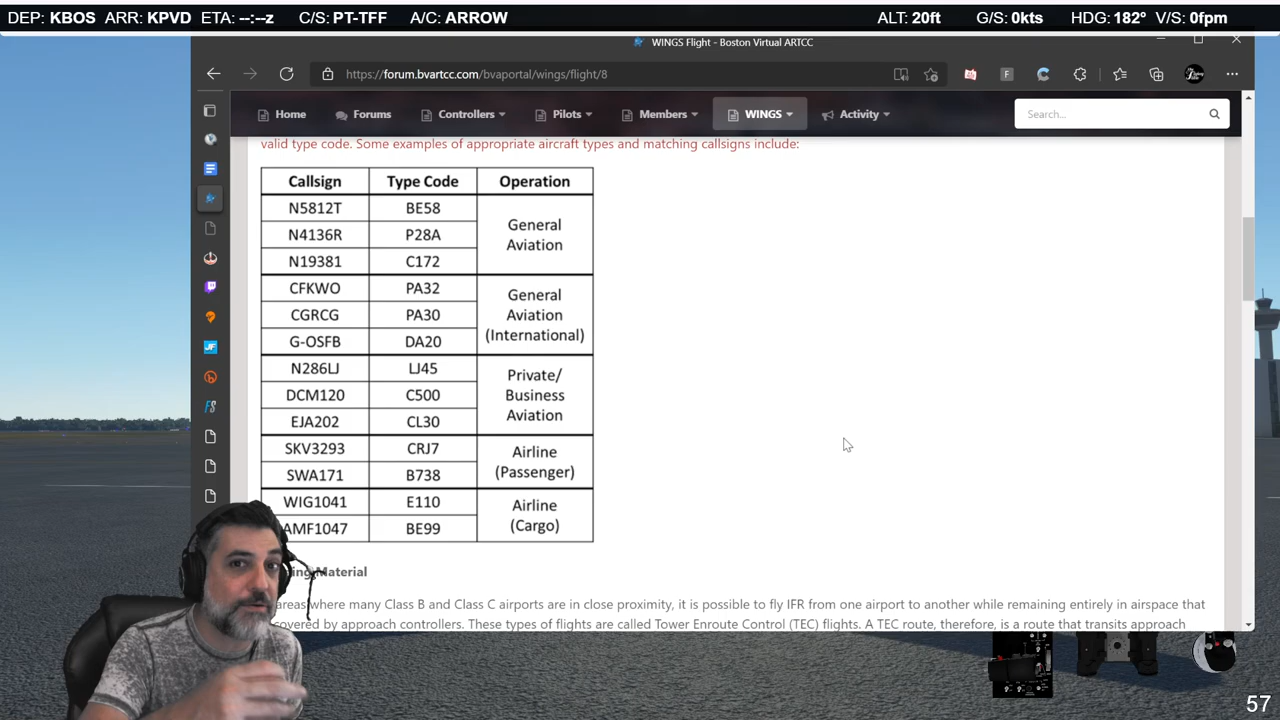 DEP: KBOS ARR: KPVD ETA: --:--z C/S: PT-TFF A/C: ARROW ALT: 20ft G/S: 0kts HDG: 182° V/S: 0fpm
WINGS Flight - Boston Virtual ARTCC
https://forum.bvartcc.com/bvaportal/wings/flight/8
Home Forums Controllers Pilots Members WINGS Activity Search...
valid type code. Some examples of appropriate aircraft types and matching callsigns include:
Callsign Type Code Operation
N5812T BE58
N4136R P28A
N19381 C172
General
Aviation
CFKWO PA32
CGRCG PA30
G-OSFB DA20
General
Aviation
(International)
N286LJ LJ45
DCM120 C500
EJA202 CL30
Private/
Business
Aviation
SKV3293 CRJ7
SWA171 B738
Airline
(Passenger)
WIG1041 E110
AMF1047 BE99
Airline
(Cargo)
Material
areas where many Class B and Class C airports are in close proximity, it is possible to fly IFR from one airport to another while remaining entirely in airspace that
covered by approach controllers. These types of flights are called Tower Enroute Control (TEC) flights. A TEC route, therefore, is a route that transits approach
57